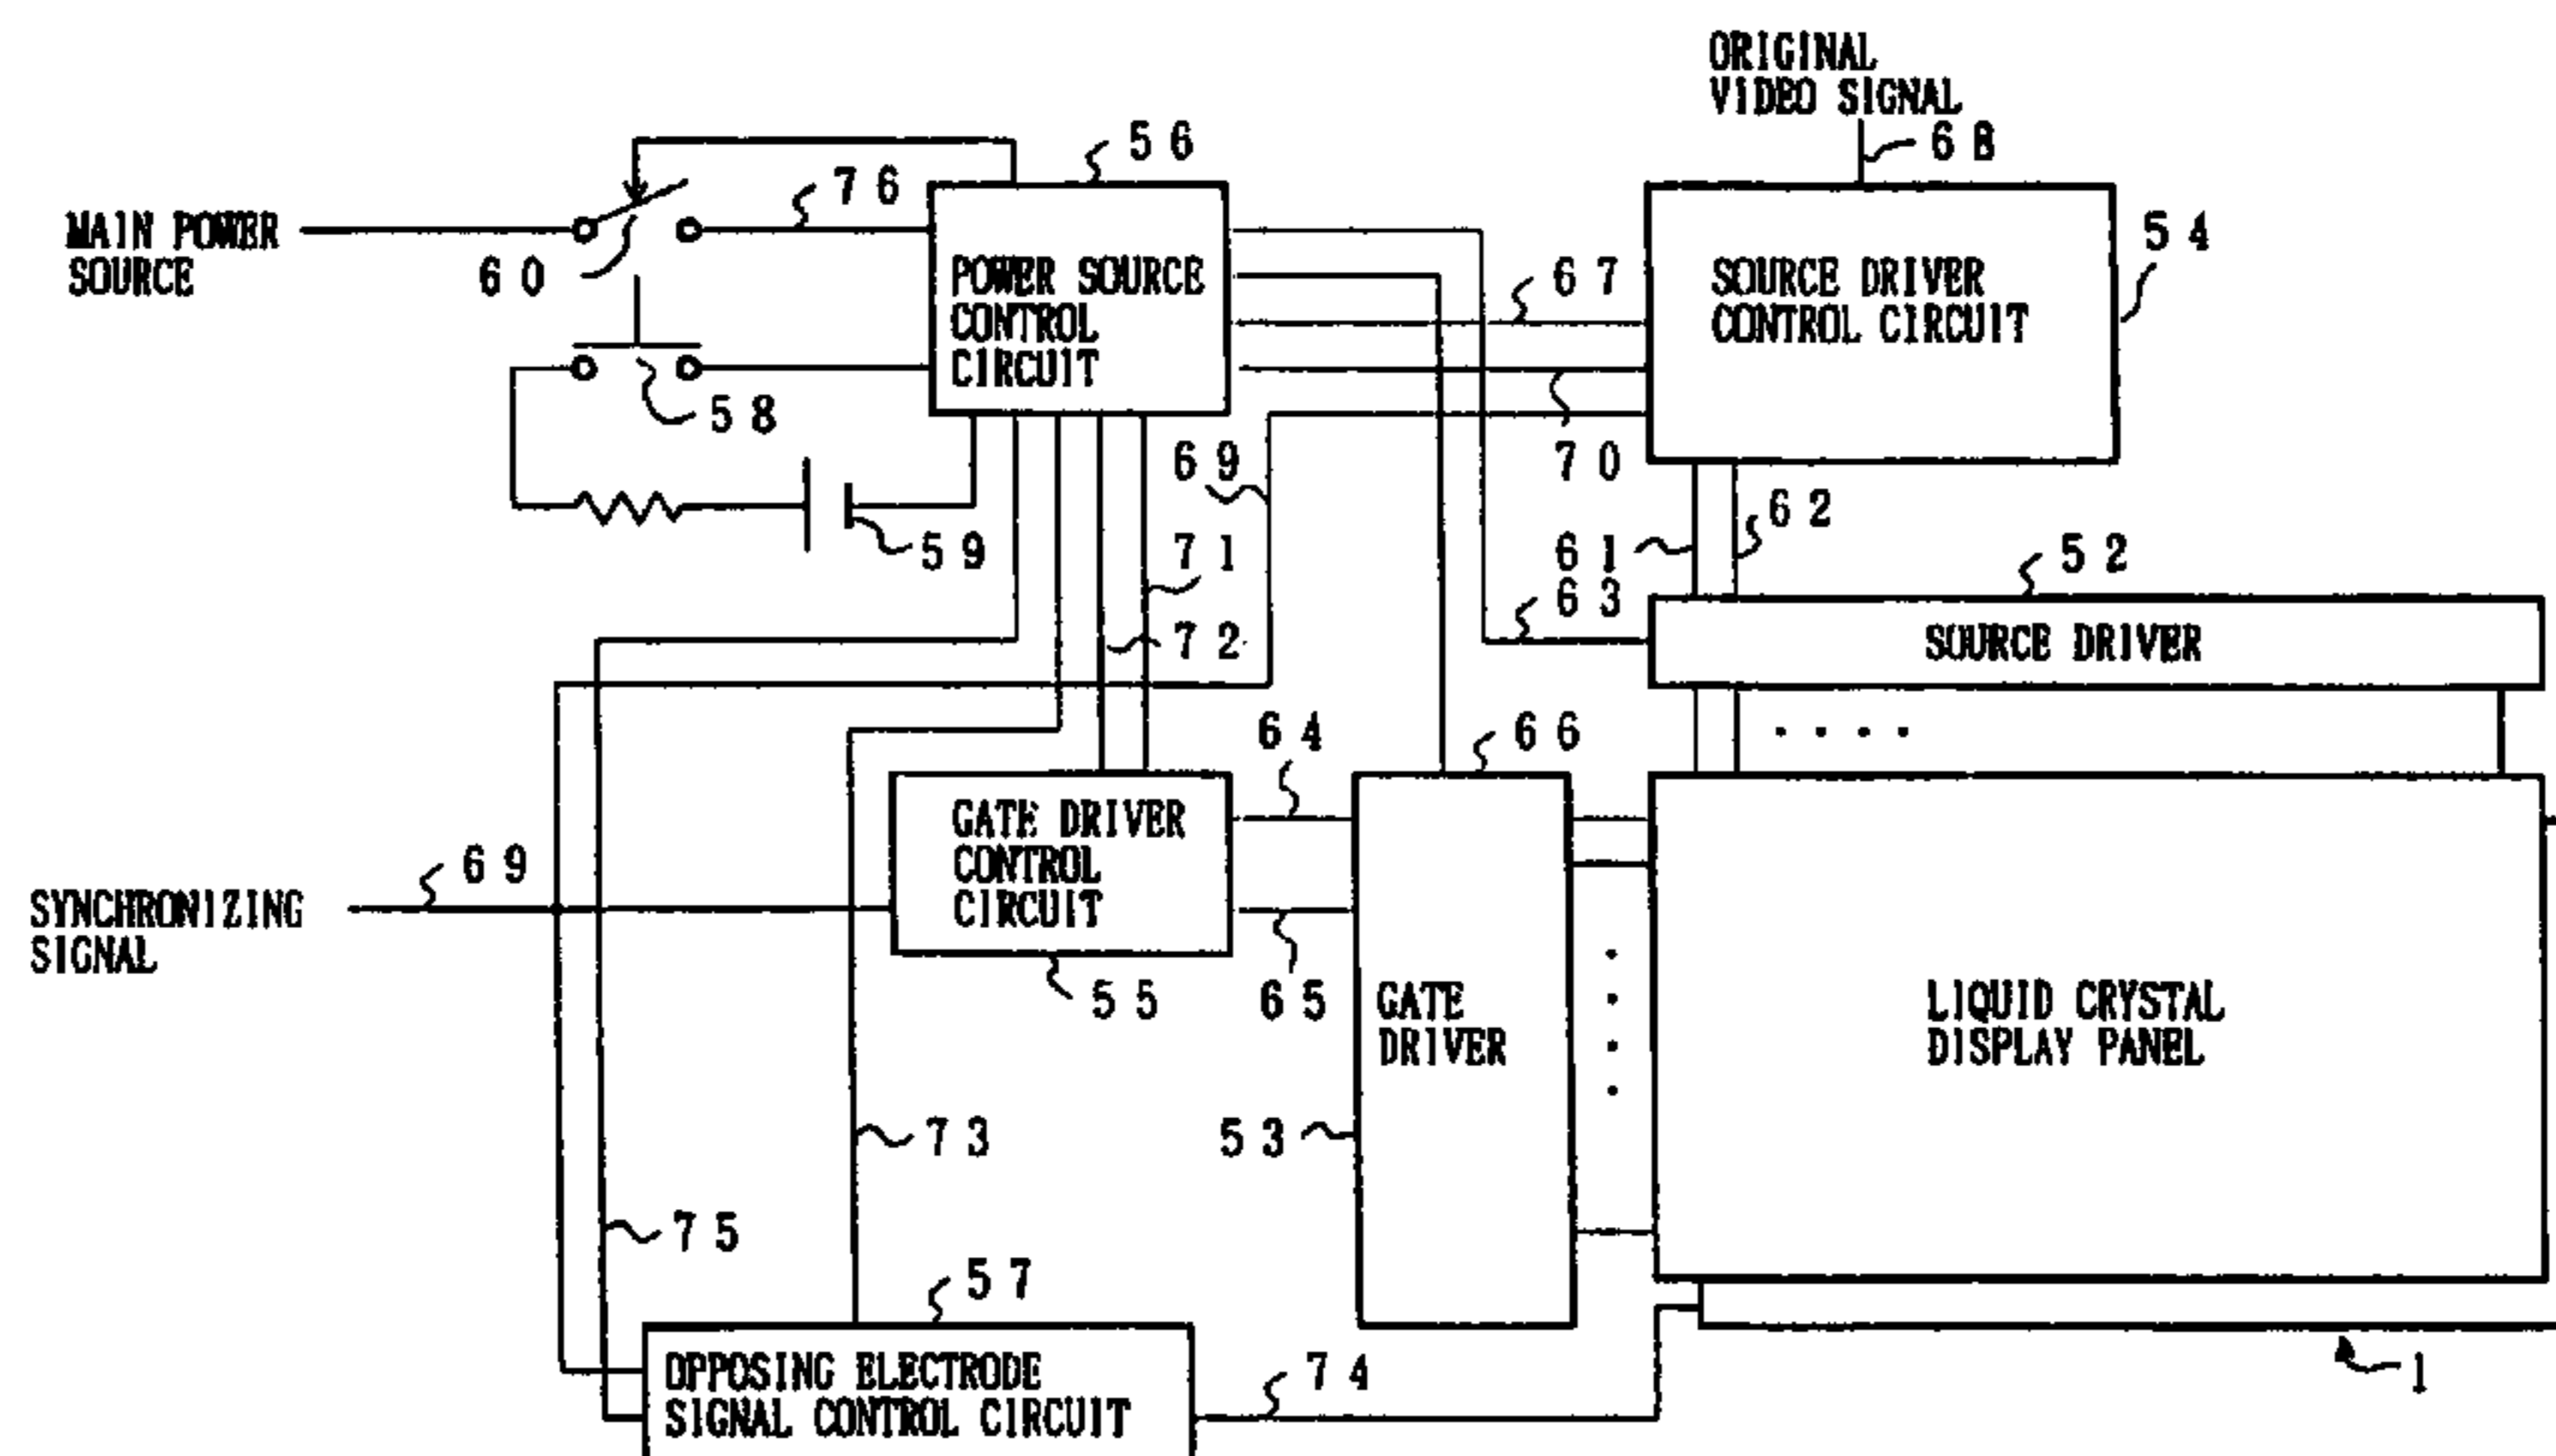 ORIGINAL
VIDEO SIGNAL
68
56
76
MAIN POWER
SOURCE
60
54
67
POWER SOURCE
CONTROL
CIRCUIT
SOURCE DRIVER
CONTROL CIRCUIT
58
69
70
62
59
71
61
52
63
72
SOURCE DRIVER
64
66
GATE DRIVER
CONTROL
CIRCUIT
69
SYNCHRONIZING
SIGNAL
55
65
GATE
DRIVER
LIQUID CRYSTAL
DISPLAY PANEL
73
53
75
57
OPPOSING ELECTRODE
SIGNAL CONTROL CIRCUIT
74
1